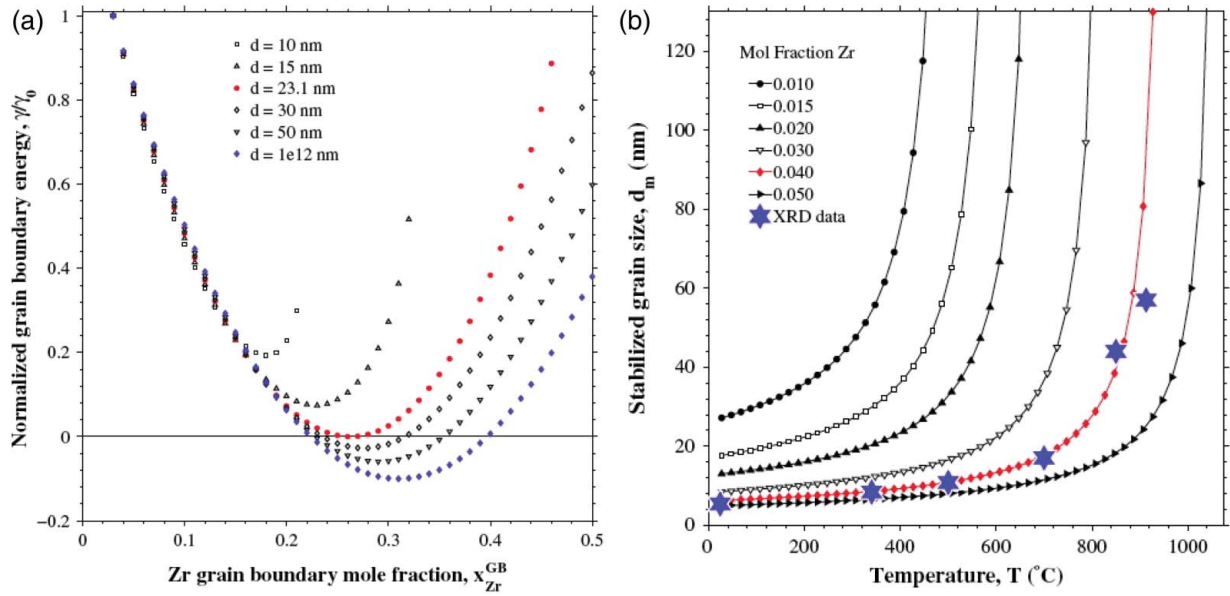 (a)
1
0.8
0.6
0.4
0.2
0
−0.2
0
0.1
0.2
0.3
0.4
0.5
Normalized grain boundary energy, γ/γ0
Zr grain boundary mole fraction, x_Zr^GB
d = 10 nm
d = 15 nm
d = 23.1 nm
d = 30 nm
d = 50 nm
d = 1e12 nm
(b)
120
100
80
60
40
20
0
0
200
400
600
800
1000
Stabilized grain size, dm (nm)
Temperature, T (°C)
Mol Fraction Zr
0.010
0.015
0.020
0.030
0.040
0.050
XRD data